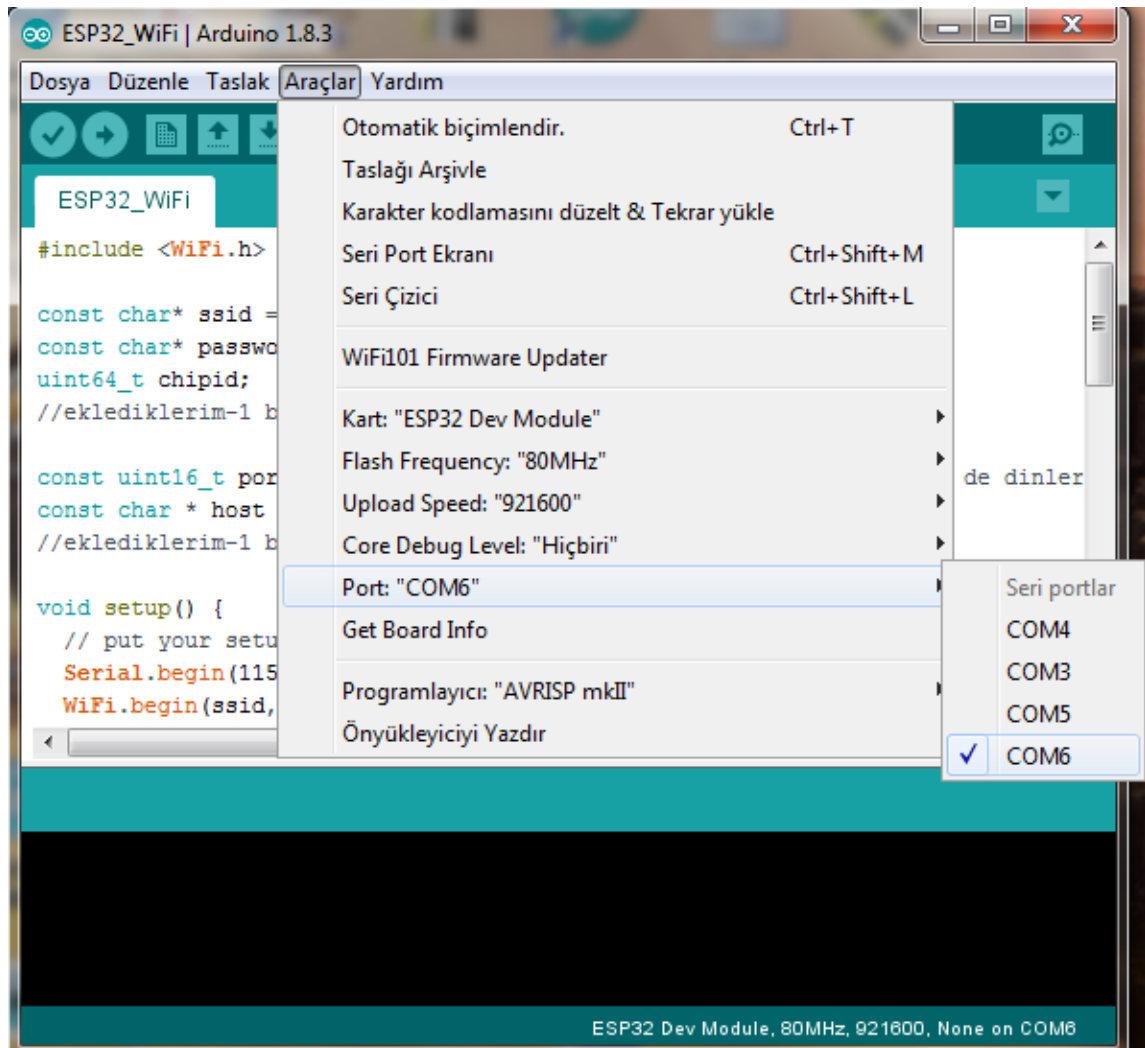 ESP32_WiFi | Arduino 1.8.3
Dosya Düzenle Taslak Araçlar Yardım
Otomatik biçimlendir. Ctrl+T
Taslağı Arşivle
Karakter kodlamasını düzelt & Tekrar yükle
Seri Port Ekranı Ctrl+Shift+M
Seri Çizici Ctrl+Shift+L
WiFi101 Firmware Updater
Kart: "ESP32 Dev Module"
Flash Frequency: "80MHz"
Upload Speed: "921600"
Core Debug Level: "Hiçbiri"
Port: "COM6"
Get Board Info
Programlayıcı: "AVRISP mkII"
Önyükleyiciyi Yazdır
Seri portlar
COM4
COM3
COM5
COM6
ESP32_WiFi
#include <WiFi.h>
const char* ssid =
const char* passwo
uint64_t chipid;
//eklediklerim-1 b
const uint16_t por de dinler
const char * host
//eklediklerim-1 b
void setup() {
// put your setu
Serial.begin(115
WiFi.begin(ssid,
ESP32 Dev Module, 80MHz, 921600, None on COM6